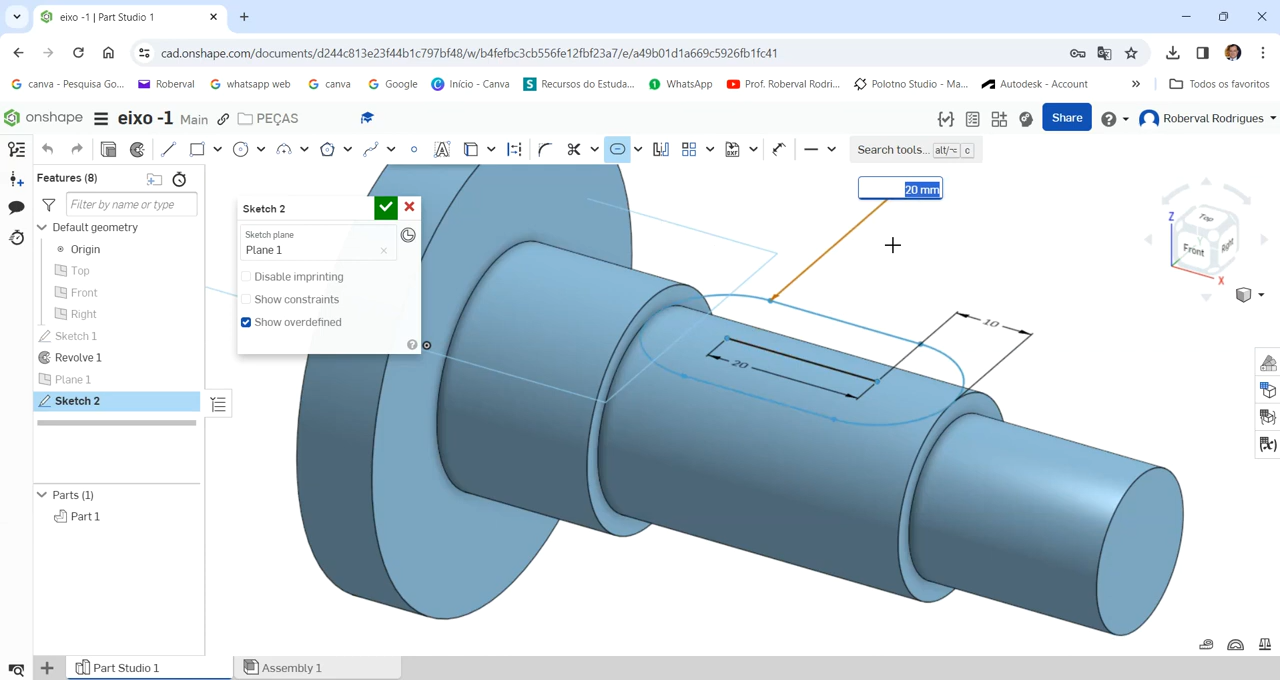 eixo -1 | Part Studio 1
cad.onshape.com/documents/d244c813e23f44b1c797bf48/w/b4fefbc3cb556fe12fbf23a7/e/a49b01d1a669c5926fb1fc41
canva - Pesquisa Go...
Roberval
whatsapp web
canva
Google
Início - Canva
Recursos do Estuda...
WhatsApp
Prof. Roberval Rodri...
Polotno Studio - Ma...
Autodesk - Account
»
Todos os favoritos
onshape
eixo -1 Main
PEÇAS
Share
Roberval Rodrigues
Search tools... alt/⌥ c
Features (8)
Filter by name or type
Default geometry
Origin
Top
Front
Right
Sketch 1
Revolve 1
Plane 1
Sketch 2
Parts (1)
Part 1
Sketch 2
Sketch plane
Plane 1
Disable imprinting
Show constraints
Show overdefined
20 mm
10
20
Z
Top
Front
Right
X
Part Studio 1
Assembly 1